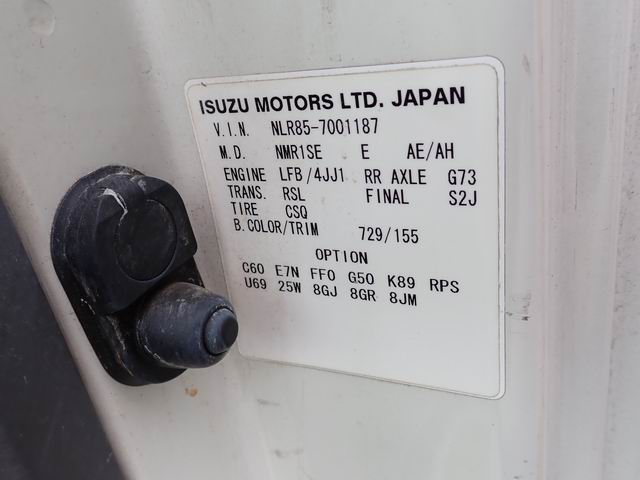 ISUZU MOTORS LTD. JAPAN
V.I.N. NLR85-7001187
M.D. NMR1SE E AE/AH
ENGINE LFB/4JJ1 RR AXLE G73
TRANS. RSL FINAL S2J
TIRE CSQ
B.COLOR/TRIM 729/155
OPTION
C60 E7N FF0 G50 K89 RPS
U69 25W 8GJ 8GR 8JM